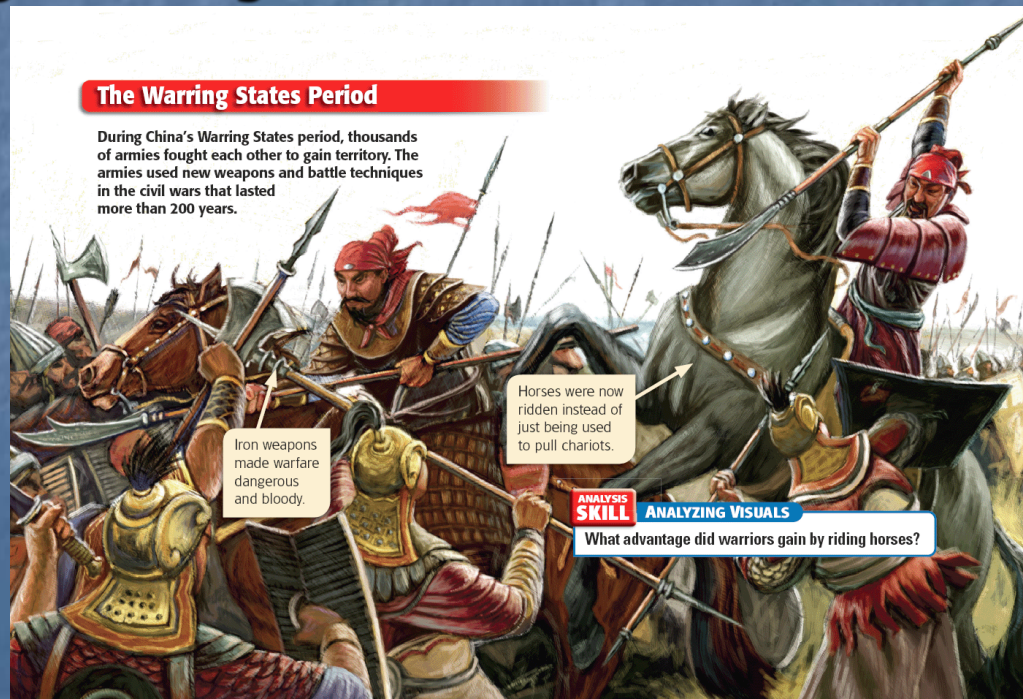 The Warring States Period
During China's Warring States period, thousands
of armies fought each other to gain territory. The
armies used new weapons and battle techniques
in the civil wars that lasted
more than 200 years.
Iron weapons
made warfare
dangerous
and bloody.
Horses were now
ridden instead of
just being used
to pull chariots.
ANALYSIS
SKILL
ANALYZING VISUALS
What advantage did warriors gain by riding horses?